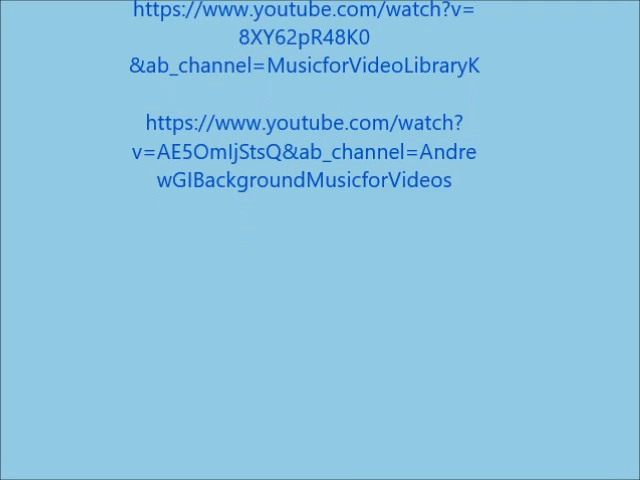 https://www.youtube.com/watch?v=
8XY62pR48K0
&ab_channel=MusicforVideoLibraryK
https://www.youtube.com/watch?
v=AE5OmIjStsQ&ab_channel=Andre
wGIBackgroundMusicforVideos